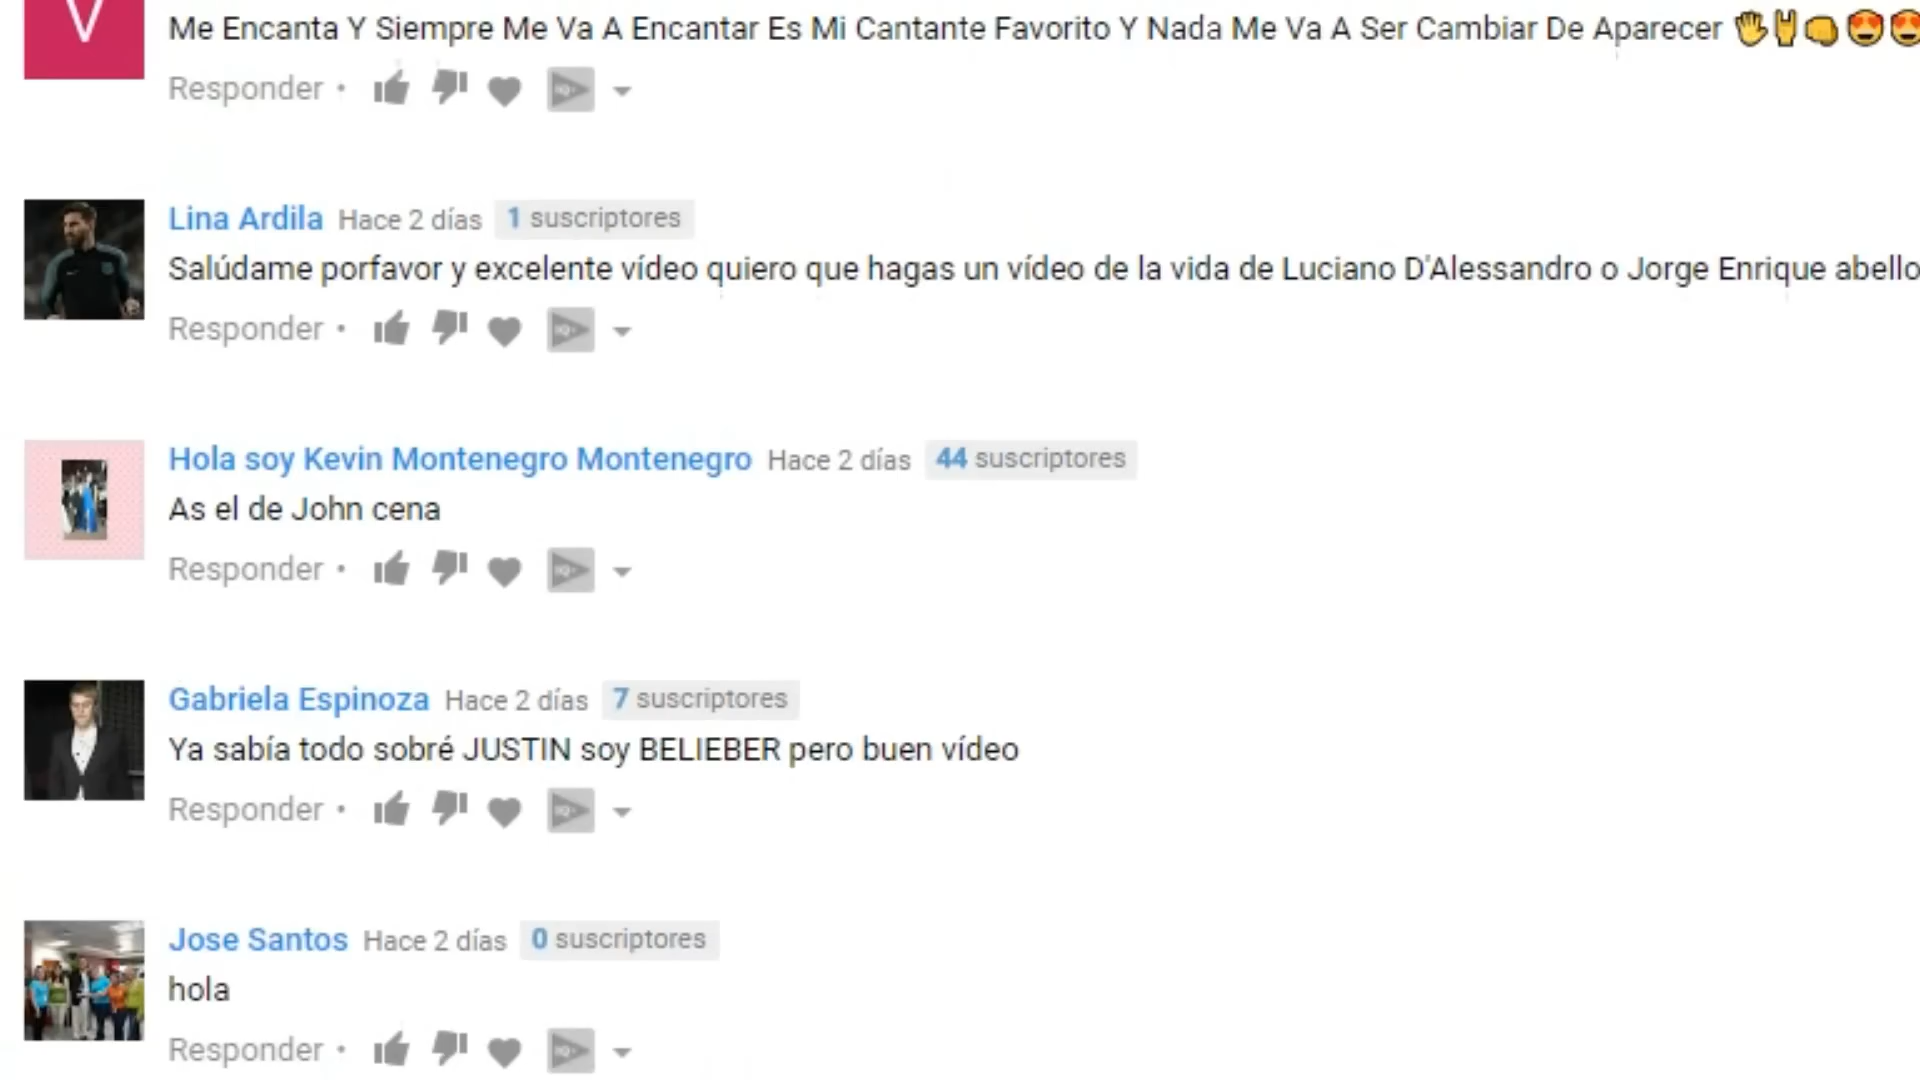 V
Me Encanta Y Siempre Me Va A Encantar Es Mi Cantante Favorito Y Nada Me Va A Ser Cambiar De Aparecer 🖐🤘👊😍😍
Responder •
Lina Ardila Hace 2 días 1 suscriptores
Salúdame porfavor y excelente vídeo quiero que hagas un vídeo de la vida de Luciano D'Alessandro o Jorge Enrique abello
Responder •
Hola soy Kevin Montenegro Montenegro Hace 2 días 44 suscriptores
As el de John cena
Responder •
Gabriela Espinoza Hace 2 días 7 suscriptores
Ya sabía todo sobré JUSTIN soy BELIEBER pero buen vídeo
Responder •
Jose Santos Hace 2 días 0 suscriptores
hola
Responder •